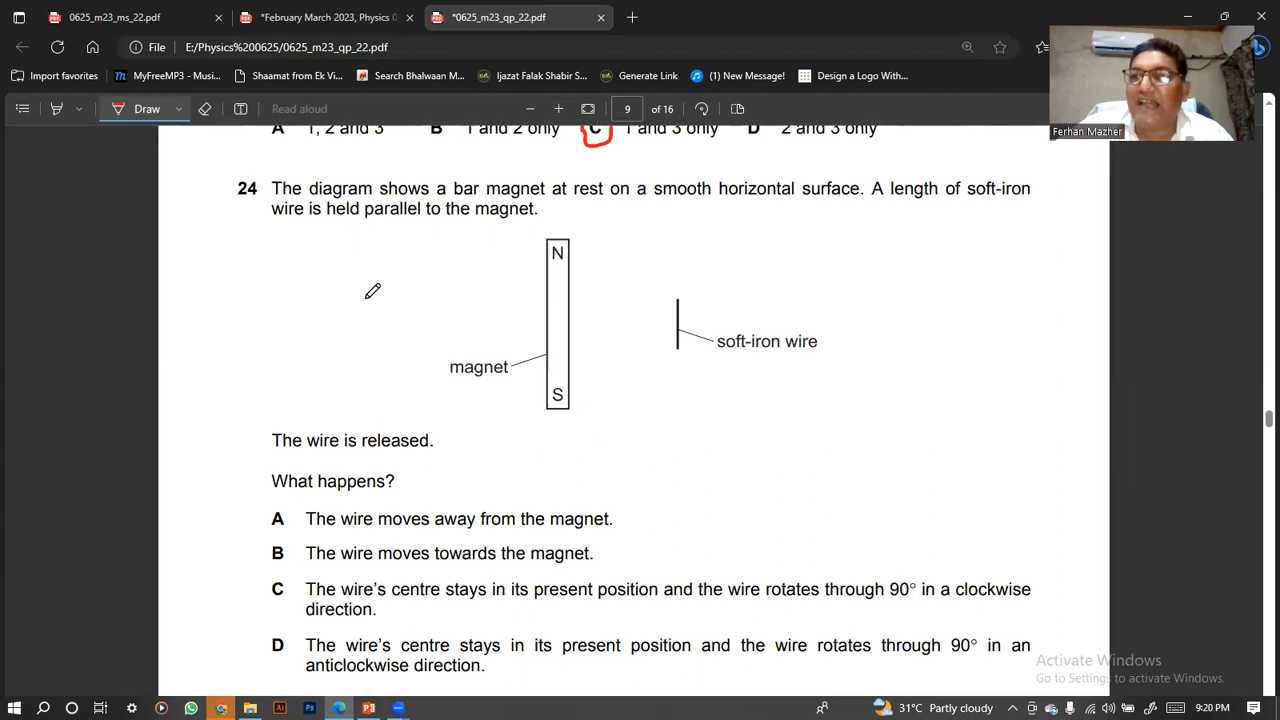 0625_m23_ms_22.pdf
*February March 2023, Physics 0
*0625_m23_qp_22.pdf
File
E:/Physics%200625/0625_m23_qp_22.pdf
Import favorites
MyFreeMP3 - Musi...
Shaamat from Ek Vi...
Search Bhalwaan M...
Ijazat Falak Shabir S...
Generate Link
(1) New Message!
Design a Logo With...
Draw
Read aloud
9 of 16
Ferhan Mazher
A 1, 2 and 3 B 1 and 2 only C 1 and 3 only D 2 and 3 only
24 The diagram shows a bar magnet at rest on a smooth horizontal surface. A length of soft-iron
wire is held parallel to the magnet.
N
soft-iron wire
magnet
S
The wire is released.
What happens?
A The wire moves away from the magnet.
B The wire moves towards the magnet.
C The wire's centre stays in its present position and the wire rotates through 90° in a clockwise
direction.
D The wire's centre stays in its present position and the wire rotates through 90° in an
anticlockwise direction.
Activate Windows
Go to Settings to activate Windows.
31°C Partly cloudy
9:20 PM